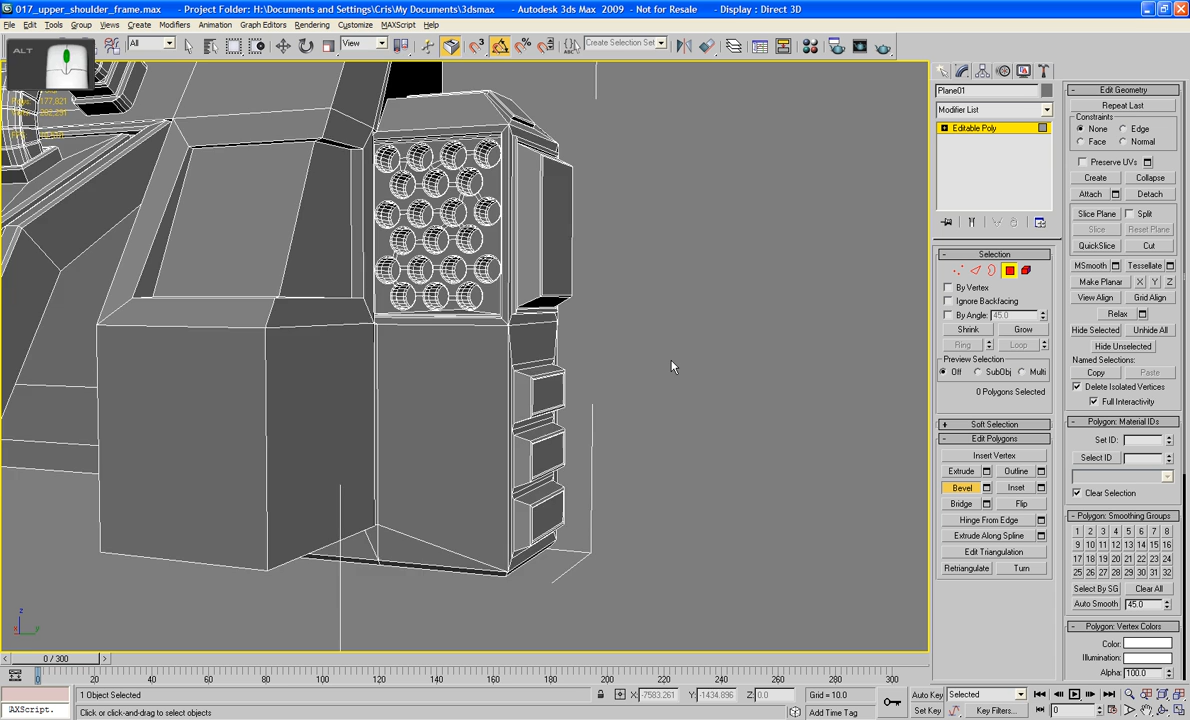 017_upper_shoulder_frame.max - Project Folder: H:\Documents and Settings\Cris\My Documents\3dsmax - Autodesk 3ds Max 2009 - Not for Resale - Display : Direct 3D
File Edit Tools Group Views Create Modifiers Animation Graph Editors Rendering Customize MAXScript Help
ALT
All
View
Create Selection Set
177,821
Plane01
Modifier List
Editable Poly
Selection
By Vertex
Ignore Backfacing
By Angle: 45.0
Shrink Grow
Ring Loop
Preview Selection
Off SubObj Multi
0 Polygons Selected
Soft Selection
Edit Polygons
Insert Vertex
Extrude Outline
Bevel Inset
Bridge Flip
Hinge From Edge
Extrude Along Spline
Edit Triangulation
Retriangulate Turn
Edit Geometry
Repeat Last
Constraints
None Edge
Face Normal
Preserve UVs
Create Collapse
Attach Detach
Slice Plane Split
Slice Reset Plane
QuickSlice Cut
MSmooth Tessellate
Make Planar X Y Z
View Align Grid Align
Relax
Hide Selected Unhide All
Hide Unselected
Named Selections:
Copy Paste
Delete Isolated Vertices
Full Interactivity
Polygon: Material IDs
Set ID:
Select ID
Clear Selection
Polygon: Smoothing Groups
1 2 3 4 5 6 7 8
9 10 11 12 13 14 15 16
17 18 19 20 21 22 23 24
25 26 27 28 29 30 31 32
Select By SG Clear All
Auto Smooth 45.0
Polygon: Vertex Colors
Color:
Illumination:
Alpha: 100.0
z
x y
0 / 300
0 20 40 60 80 100 120 140 160 180 200 220 240 260 280 300
1 Object Selected X: -7583.261 Y: -1434.896 Z: 0.0 Grid = 10.0 Auto Key Selected
AXScript. Click or click-and-drag to select objects Add Time Tag Set Key Key Filters... 0